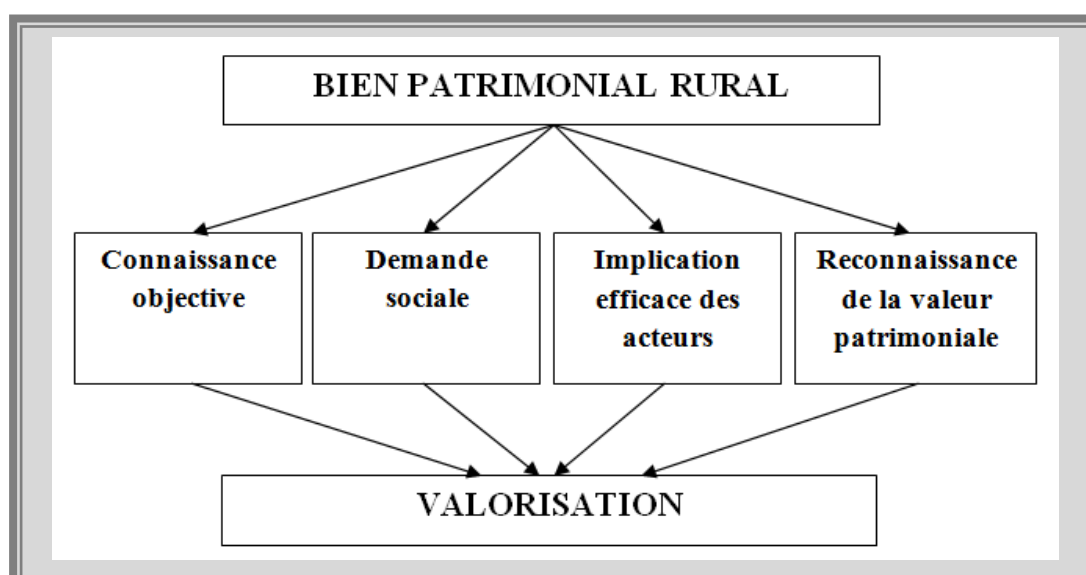 BIEN PATRIMONIAL RURAL
Connaissance
objective
Demande
sociale
Implication
efficace des
acteurs
Reconnaissance
de la valeur
patrimoniale
VALORISATION